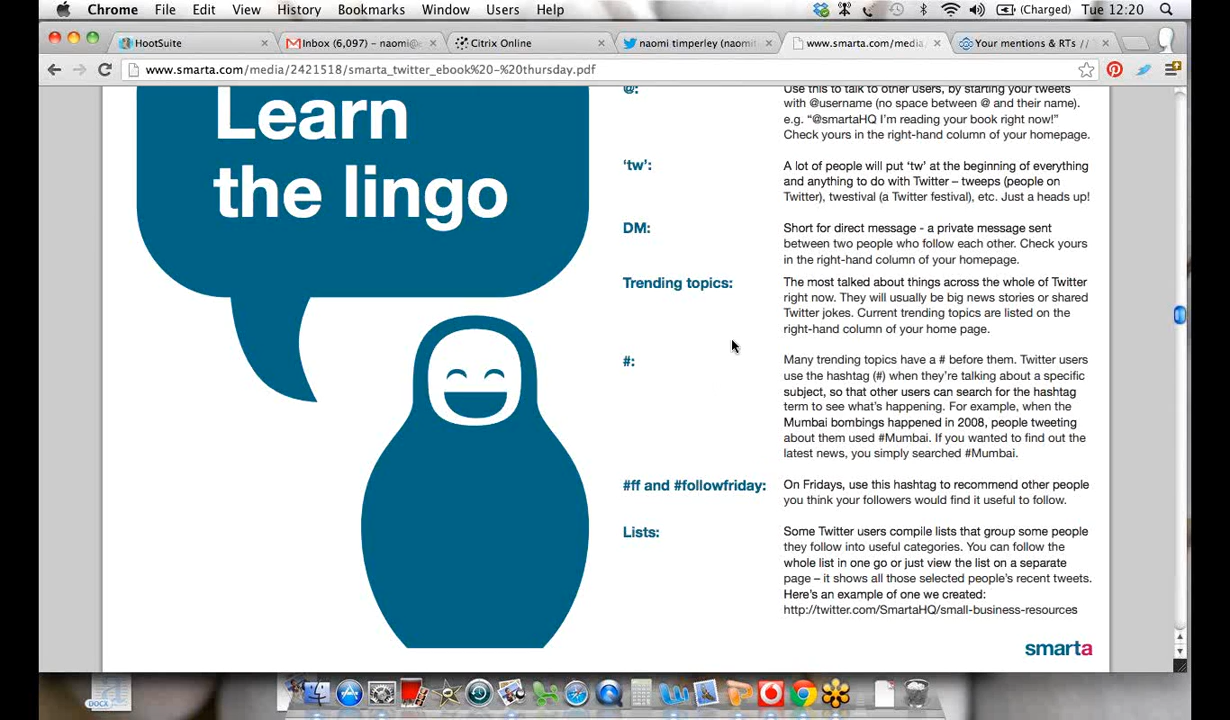 Chrome File Edit View History Bookmarks Window Users Help (Charged) Tue 12:20
HootSuite
Inbox (6,097) – naomi@e
Citrix Online
naomi timperley (naomit
www.smarta.com/media
Your mentions & RTs // T
www.smarta.com/media/2421518/smarta_twitter_ebook%20-%20thursday.pdf
Learn
the lingo
@:
Use this to talk to other users, by starting your tweets
with @username (no space between @ and their name).
e.g. “@smartaHQ I’m reading your book right now!”
Check yours in the right-hand column of your homepage.
‘tw’:
A lot of people will put ‘tw’ at the beginning of everything
and anything to do with Twitter – tweeps (people on
Twitter), twestival (a Twitter festival), etc. Just a heads up!
DM:
Short for direct message - a private message sent
between two people who follow each other. Check yours
in the right-hand column of your homepage.
Trending topics:
The most talked about things across the whole of Twitter
right now. They will usually be big news stories or shared
Twitter jokes. Current trending topics are listed on the
right-hand column of your home page.
#:
Many trending topics have a # before them. Twitter users
use the hashtag (#) when they’re talking about a specific
subject, so that other users can search for the hashtag
term to see what’s happening. For example, when the
Mumbai bombings happened in 2008, people tweeting
about them used #Mumbai. If you wanted to find out the
latest news, you simply searched #Mumbai.
#ff and #followfriday:
On Fridays, use this hashtag to recommend other people
you think your followers would find it useful to follow.
Lists:
Some Twitter users compile lists that group some people
they follow into useful categories. You can follow the
whole list in one go or just view the list on a separate
page – it shows all those selected people’s recent tweets.
Here’s an example of one we created:
http://twitter.com/SmartaHQ/small-business-resources
smarta
DOCX